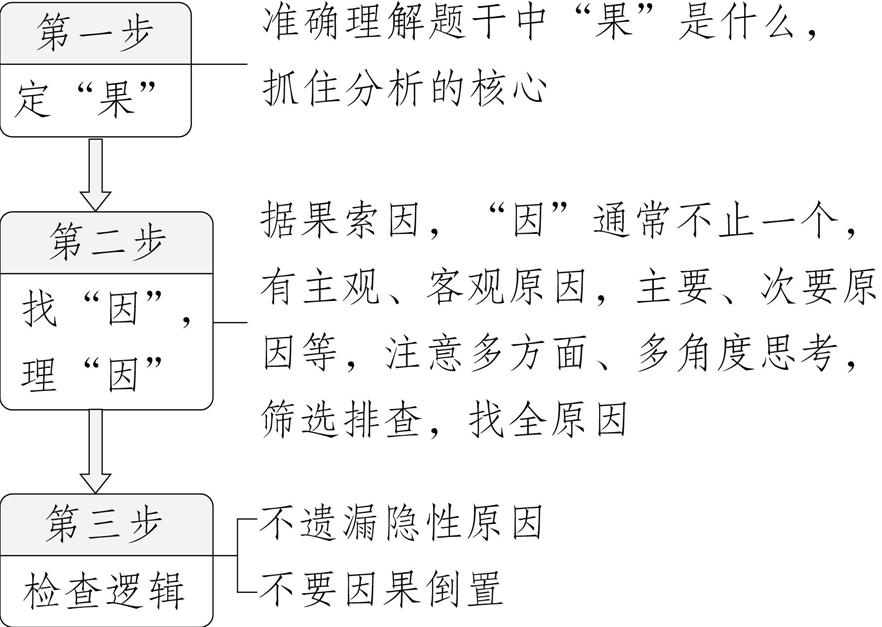 第一步
定“果”
准确理解题干中“果”是什么，
抓住分析的核心
第二步
找“因”，
理“因”
据果索因，“因”通常不止一个，
有主观、客观原因，主要、次要原
因等，注意多方面、多角度思考，
筛选排查，找全原因
第三步
检查逻辑
不遗漏隐性原因
不要因果倒置